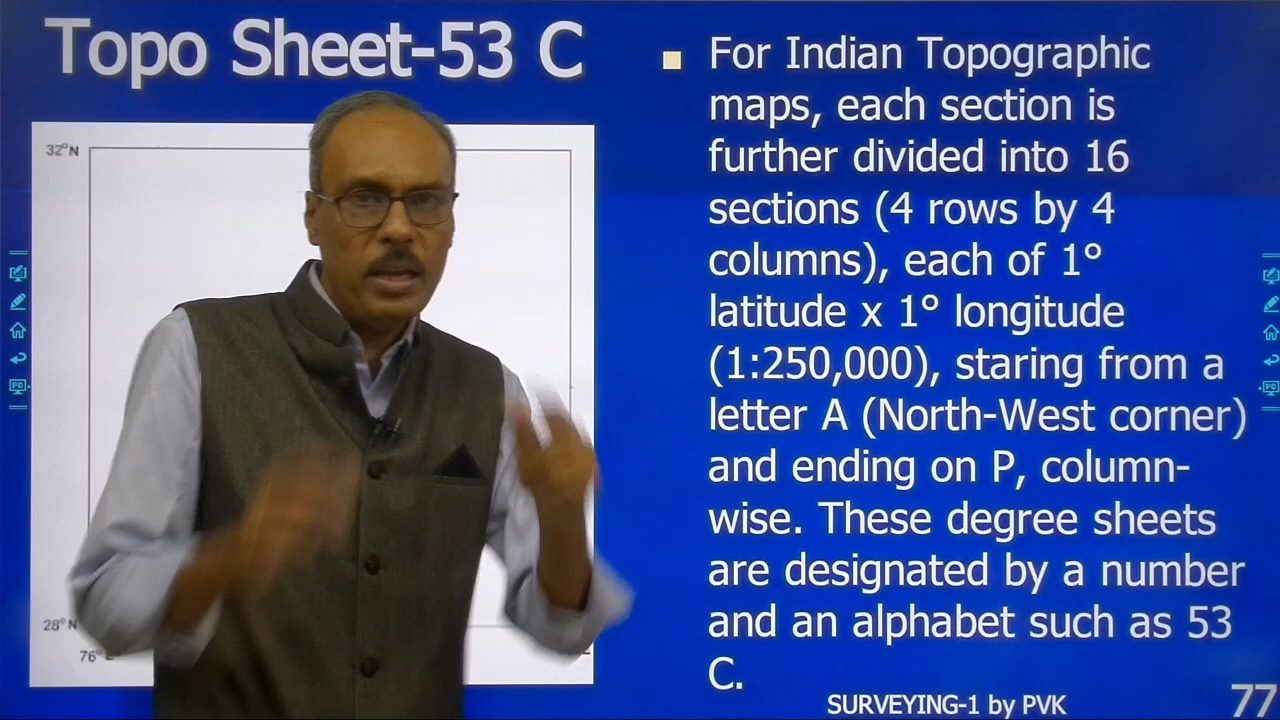 Topo Sheet-53 C
32°N
28°N
76°E
For Indian Topographic
maps, each section is
further divided into 16
sections (4 rows by 4
columns), each of 1°
latitude x 1° longitude
(1:250,000), staring from a
letter A (North-West corner)
and ending on P, column-
wise. These degree sheets
are designated by a number
and an alphabet such as 53
C.
SURVEYING-1 by PVK
77
PC
PC